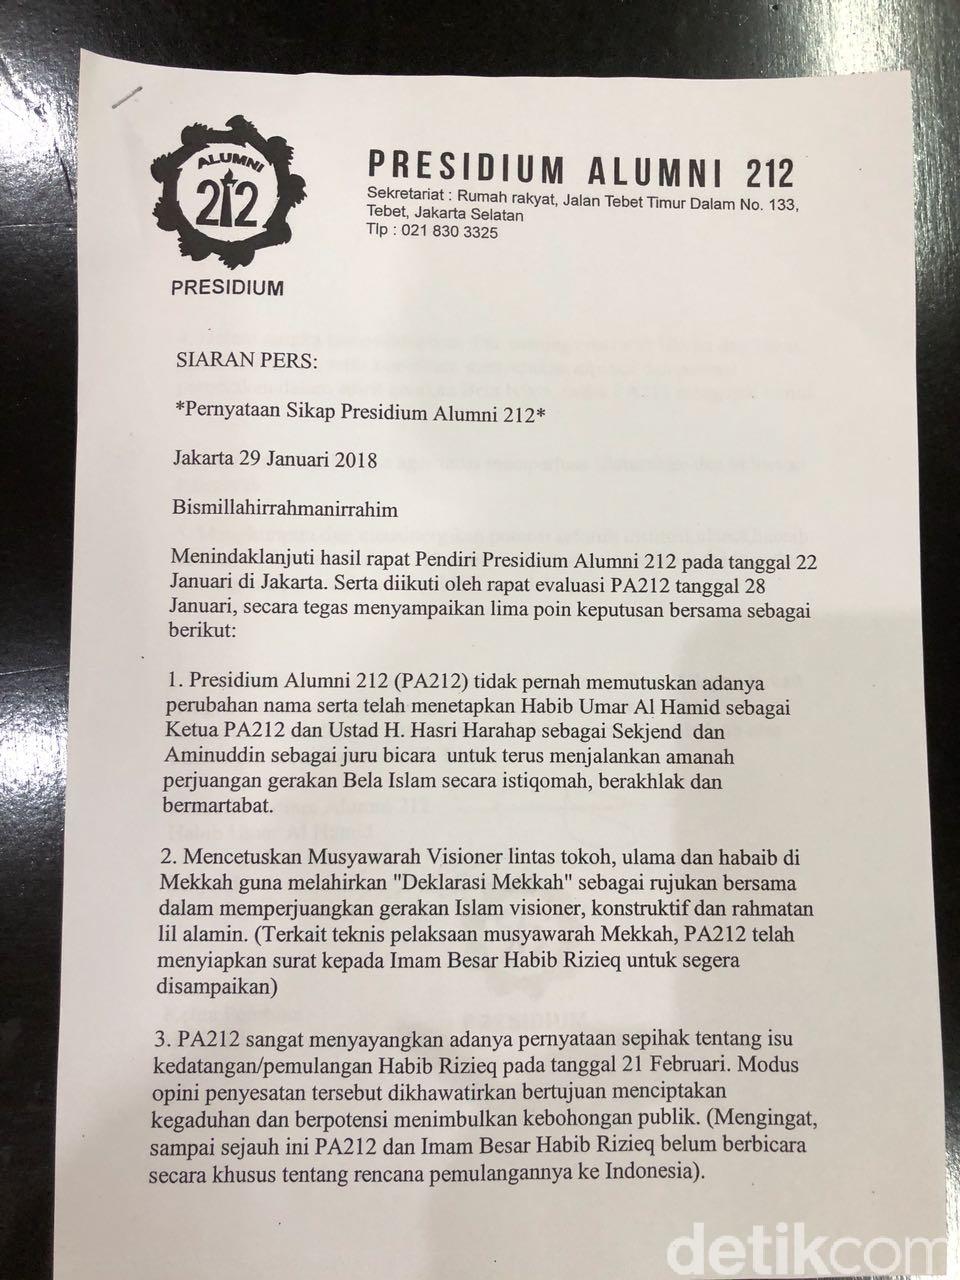 ALUMNI
212
PRESIDIUM
PRESIDIUM ALUMNI 212
Sekretariat : Rumah rakyat, Jalan Tebet Timur Dalam No. 133,
Tebet, Jakarta Selatan
Tlp : 021 830 3325
SIARAN PERS:
*Pernyataan Sikap Presidium Alumni 212*
Jakarta 29 Januari 2018
Bismillahirrahmanirrahim
Menindaklanjuti hasil rapat Pendiri Presidium Alumni 212 pada tanggal 22
Januari di Jakarta. Serta diikuti oleh rapat evaluasi PA212 tanggal 28
Januari, secara tegas menyampaikan lima poin keputusan bersama sebagai
berikut:
1. Presidium Alumni 212 (PA212) tidak pernah memutuskan adanya
perubahan nama serta telah menetapkan Habib Umar Al Hamid sebagai
Ketua PA212 dan Ustad H. Hasri Harahap sebagai Sekjend dan
Aminuddin sebagai juru bicara untuk terus menjalankan amanah
perjuangan gerakan Bela Islam secara istiqomah, berakhlak dan
bermartabat.
2. Mencetuskan Musyawarah Visioner lintas tokoh, ulama dan habaib di
Mekkah guna melahirkan "Deklarasi Mekkah" sebagai rujukan bersama
dalam memperjuangkan gerakan Islam visioner, konstruktif dan rahmatan
lil alamin. (Terkait teknis pelaksaan musyawarah Mekkah, PA212 telah
menyiapkan surat kepada Imam Besar Habib Rizieq untuk segera
disampaikan)
3. PA212 sangat menyayangkan adanya pernyataan sepihak tentang isu
kedatangan/pemulangan Habib Rizieq pada tanggal 21 Februari. Modus
opini penyesatan tersebut dikhawatirkan bertujuan menciptakan
kegaduhan dan berpotensi menimbulkan kebohongan publik. (Mengingat,
sampai sejauh ini PA212 dan Imam Besar Habib Rizieq belum berbicara
secara khusus tentang rencana pemulangannya ke Indonesia).
detikcom